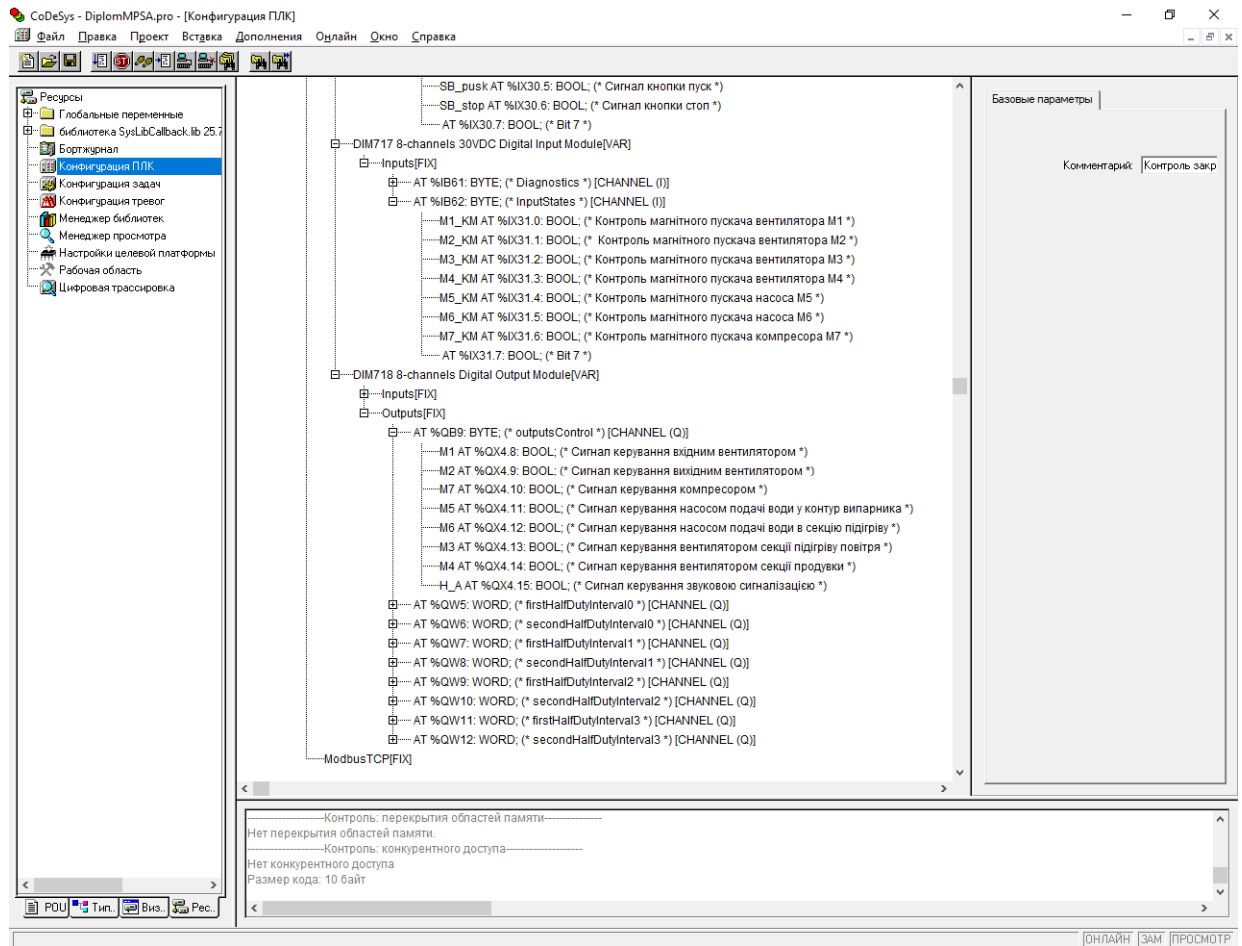 CoDeSys - DiplomMPSA.pro - [Конфигурация ПЛК]
Файл Правка Проект Вставка Дополнения Онлайн Окно Справка
Ресурсы
Глобальные переменные
библиотека SysLibCallback.lib 25.7
Бортжурнал
Конфигурация ПЛК
Конфигурация задач
Конфигурация тревог
Менеджер библиотек
Менеджер просмотра
Настройки целевой платформы
Рабочая область
Цифровая трассировка
POU Тип.. Виз.. Рес..
SB_pusk AT %IX30.5: BOOL; (* Сигнал кнопки пуск *)
SB_stop AT %IX30.6: BOOL; (* Сигнал кнопки стоп *)
AT %IX30.7: BOOL; (* Bit 7 *)
DIM717 8-channels 30VDC Digital Input Module[VAR]
Inputs[FIX]
AT %IB61: BYTE; (* Diagnostics *) [CHANNEL (I)]
AT %IB62: BYTE; (* InputStates *) [CHANNEL (I)]
M1_KM AT %IX31.0: BOOL; (* Контроль магнітного пускача вентилятора М1 *)
M2_KM AT %IX31.1: BOOL; (* Контроль магнітного пускача вентилятора М2 *)
M3_KM AT %IX31.2: BOOL; (* Контроль магнітного пускача вентилятора М3 *)
M4_KM AT %IX31.3: BOOL; (* Контроль магнітного пускача вентилятора М4 *)
M5_KM AT %IX31.4: BOOL; (* Контроль магнітного пускача насоса М5 *)
M6_KM AT %IX31.5: BOOL; (* Контроль магнітного пускача насоса М6 *)
M7_KM AT %IX31.6: BOOL; (* Контроль магнітного пускача компресора М7 *)
AT %IX31.7: BOOL; (* Bit 7 *)
DIM718 8-channels Digital Output Module[VAR]
Inputs[FIX]
Outputs[FIX]
AT %QB9: BYTE; (* outputsControl *) [CHANNEL (Q)]
M1 AT %QX4.8: BOOL; (* Сигнал керування вхідним вентилятором *)
M2 AT %QX4.9: BOOL; (* Сигнал керування вихідним вентилятором *)
M7 AT %QX4.10: BOOL; (* Сигнал керування компресором *)
M5 AT %QX4.11: BOOL; (* Сигнал керування насосом подачі води у контур випарника *)
M6 AT %QX4.12: BOOL; (* Сигнал керування насосом подачі води в секцію підігріву *)
M3 AT %QX4.13: BOOL; (* Сигнал керування вентилятором секції підігріву повітря *)
M4 AT %QX4.14: BOOL; (* Сигнал керування вентилятором секції продувки *)
H_A AT %QX4.15: BOOL; (* Сигнал керування звуковою сигналізацією *)
AT %QW5: WORD; (* firstHalfDutyInterval0 *) [CHANNEL (Q)]
AT %QW6: WORD; (* secondHalfDutyInterval0 *) [CHANNEL (Q)]
AT %QW7: WORD; (* firstHalfDutyInterval1 *) [CHANNEL (Q)]
AT %QW8: WORD; (* secondHalfDutyInterval1 *) [CHANNEL (Q)]
AT %QW9: WORD; (* firstHalfDutyInterval2 *) [CHANNEL (Q)]
AT %QW10: WORD; (* secondHalfDutyInterval2 *) [CHANNEL (Q)]
AT %QW11: WORD; (* firstHalfDutyInterval3 *) [CHANNEL (Q)]
AT %QW12: WORD; (* secondHalfDutyInterval3 *) [CHANNEL (Q)]
ModbusTCP[FIX]
Базовые параметры
Комментарий: Контроль закр
--------------------Контроль: перекрытия областей памяти---------------
Нет перекрытия областей памяти.
--------------------Контроль: конкурентного доступа--------------------
Нет конкурентного доступа
Размер кода: 10 байт
ОНЛАЙН ЗАМ ПРОСМОТР